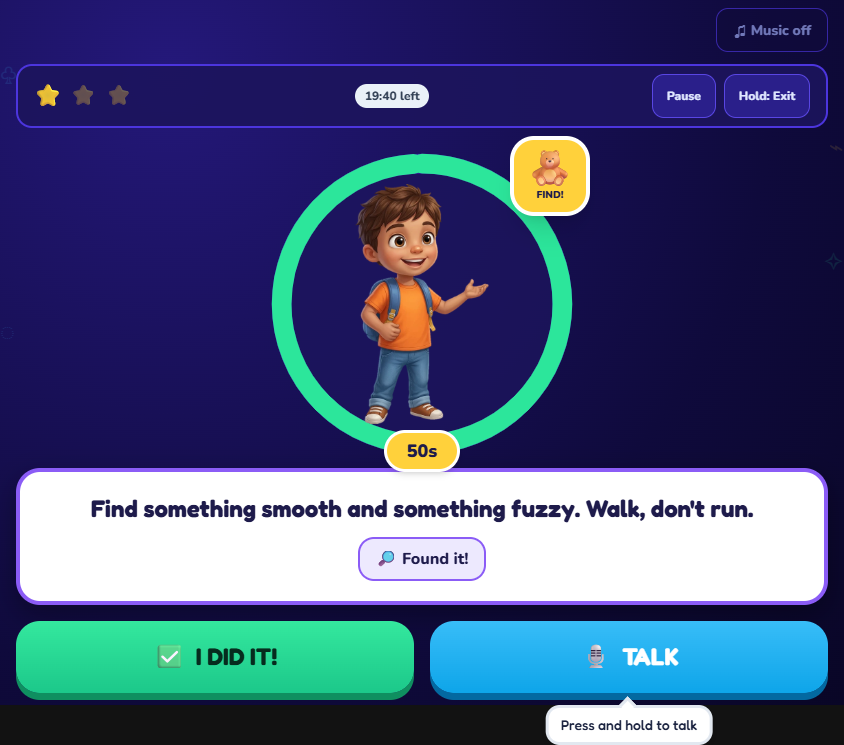 ♫ Music off
19:40 left
Pause
Hold: Exit
FIND!
50s
Find something smooth and something fuzzy. Walk, don't run.
Found it!
I DID IT!
TALK
Press and hold to talk